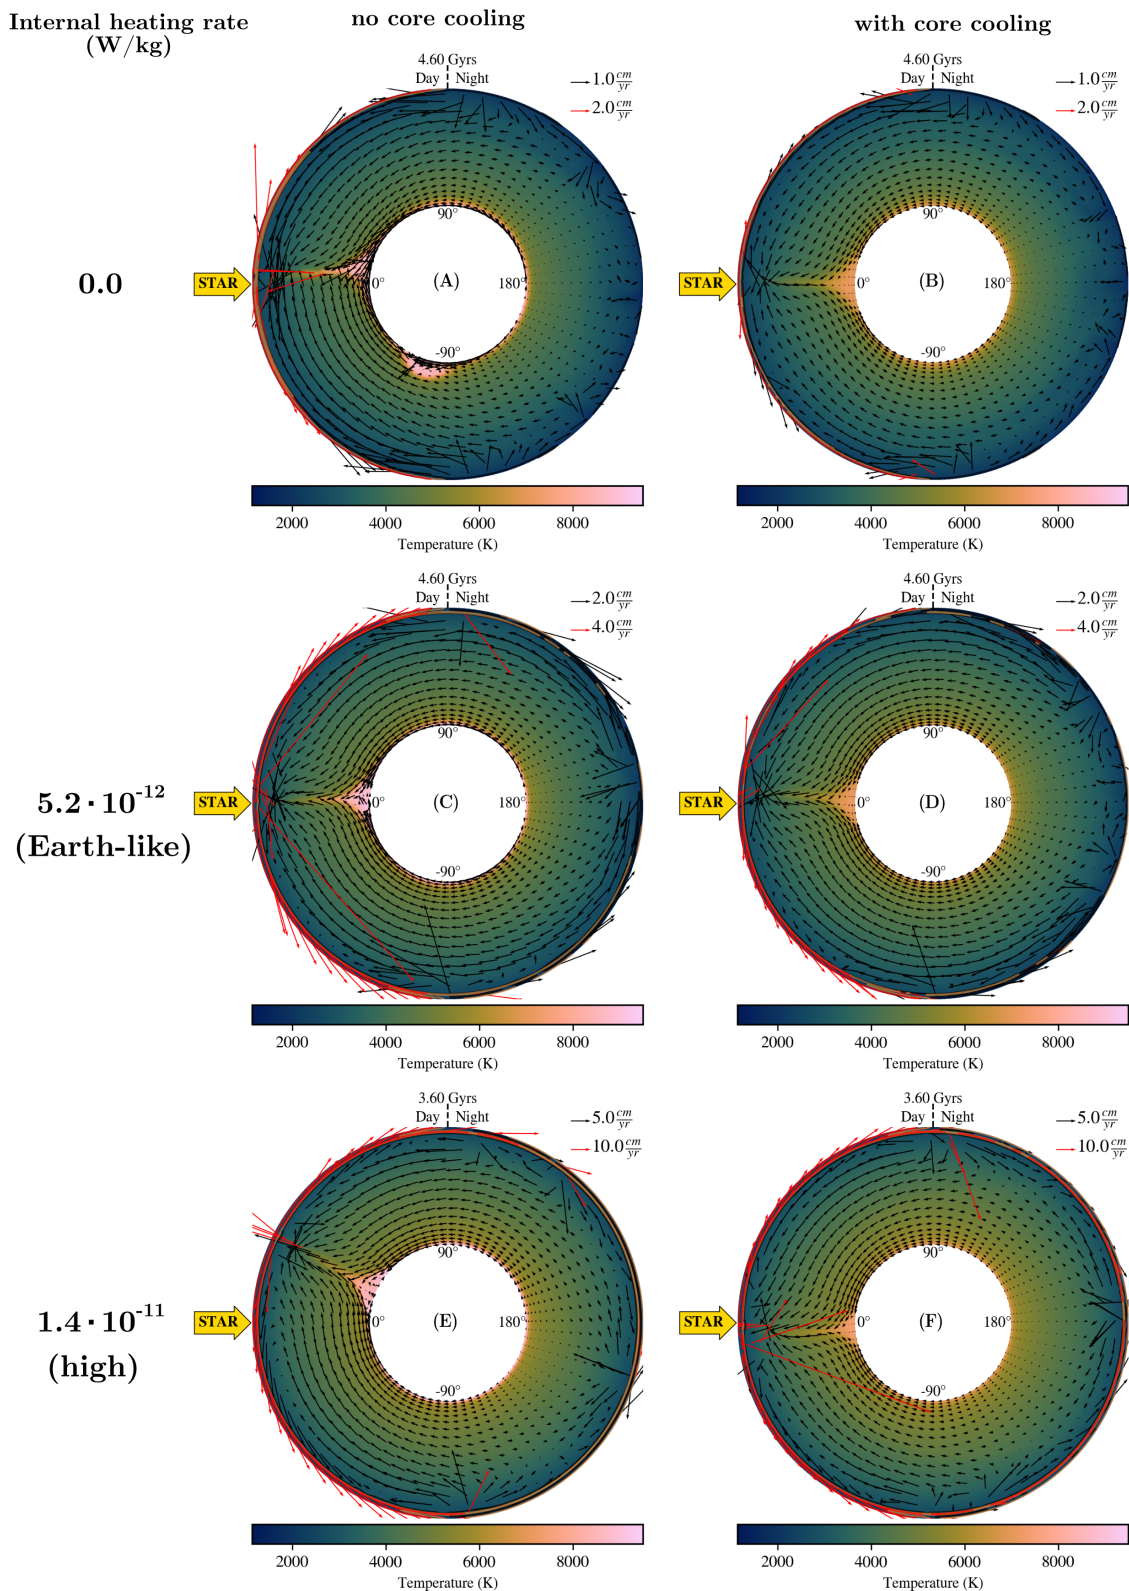 Internal heating rate
(W/kg)
no core cooling
with core cooling
4.60 Gyrs
Day Night
1.0 cm/yr
2.0 cm/yr
90°
STAR
0°
(A)
180°
-90°
2000 4000 6000 8000
Temperature (K)
4.60 Gyrs
Day Night
1.0 cm/yr
2.0 cm/yr
90°
STAR
0°
(B)
180°
-90°
2000 4000 6000 8000
Temperature (K)
0.0
4.60 Gyrs
Day Night
2.0 cm/yr
4.0 cm/yr
90°
STAR
0°
(C)
180°
-90°
2000 4000 6000 8000
Temperature (K)
4.60 Gyrs
Day Night
2.0 cm/yr
4.0 cm/yr
90°
STAR
0°
(D)
180°
-90°
2000 4000 6000 8000
Temperature (K)
5.2 · 10⁻¹²
(Earth-like)
3.60 Gyrs
Day Night
5.0 cm/yr
10.0 cm/yr
90°
STAR
0°
(E)
180°
-90°
2000 4000 6000 8000
Temperature (K)
3.60 Gyrs
Day Night
5.0 cm/yr
10.0 cm/yr
90°
STAR
0°
(F)
180°
-90°
2000 4000 6000 8000
Temperature (K)
1.4 · 10⁻¹¹
(high)